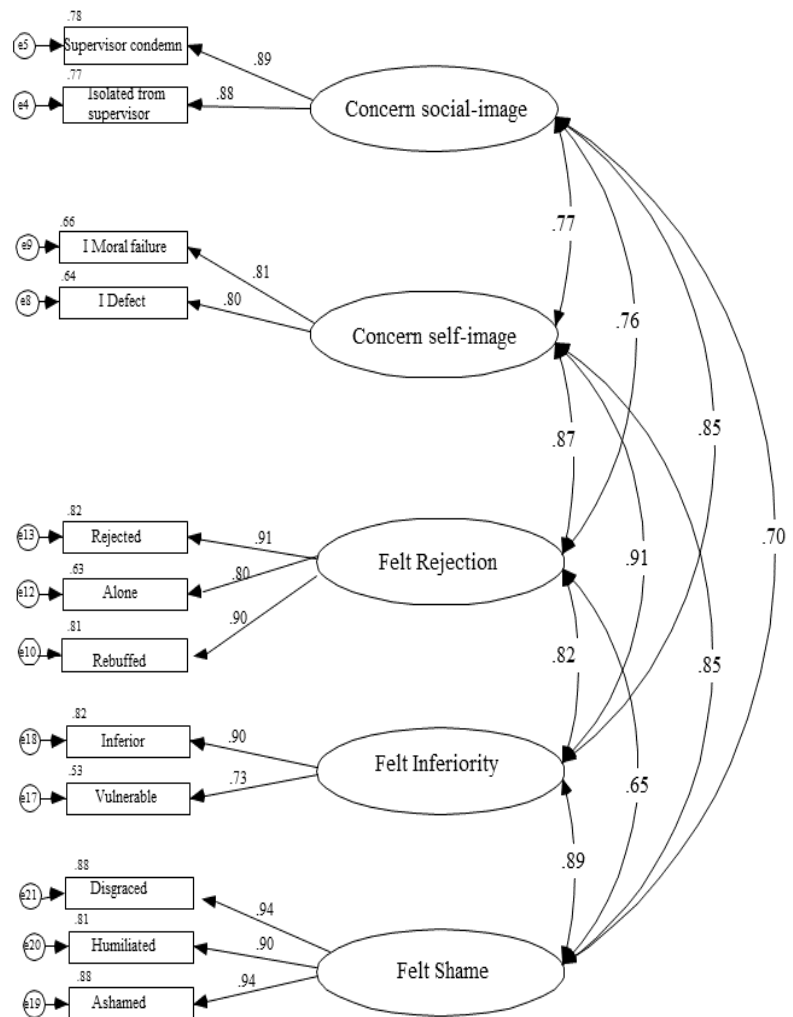 .78
e5
Supervisor condemn
.89
.77
e4
Isolated from
supervisor
.88
Concern social-image
.77
.66
e9
I Moral failure
.81
.64
e8
I Defect
.80
Concern self-image
.76
.87
.85
.82
e13
Rejected
.91
.63
e12
Alone
.80
.81
e10
Rebuffed
.90
Felt Rejection
.91
.70
.82
.85
.82
e18
Inferior
.90
.53
e17
Vulnerable
.73
Felt Inferiority
.65
.89
.88
e21
Disgraced
.94
.81
e20
Humiliated
.90
.88
e19
Ashamed
.94
Felt Shame